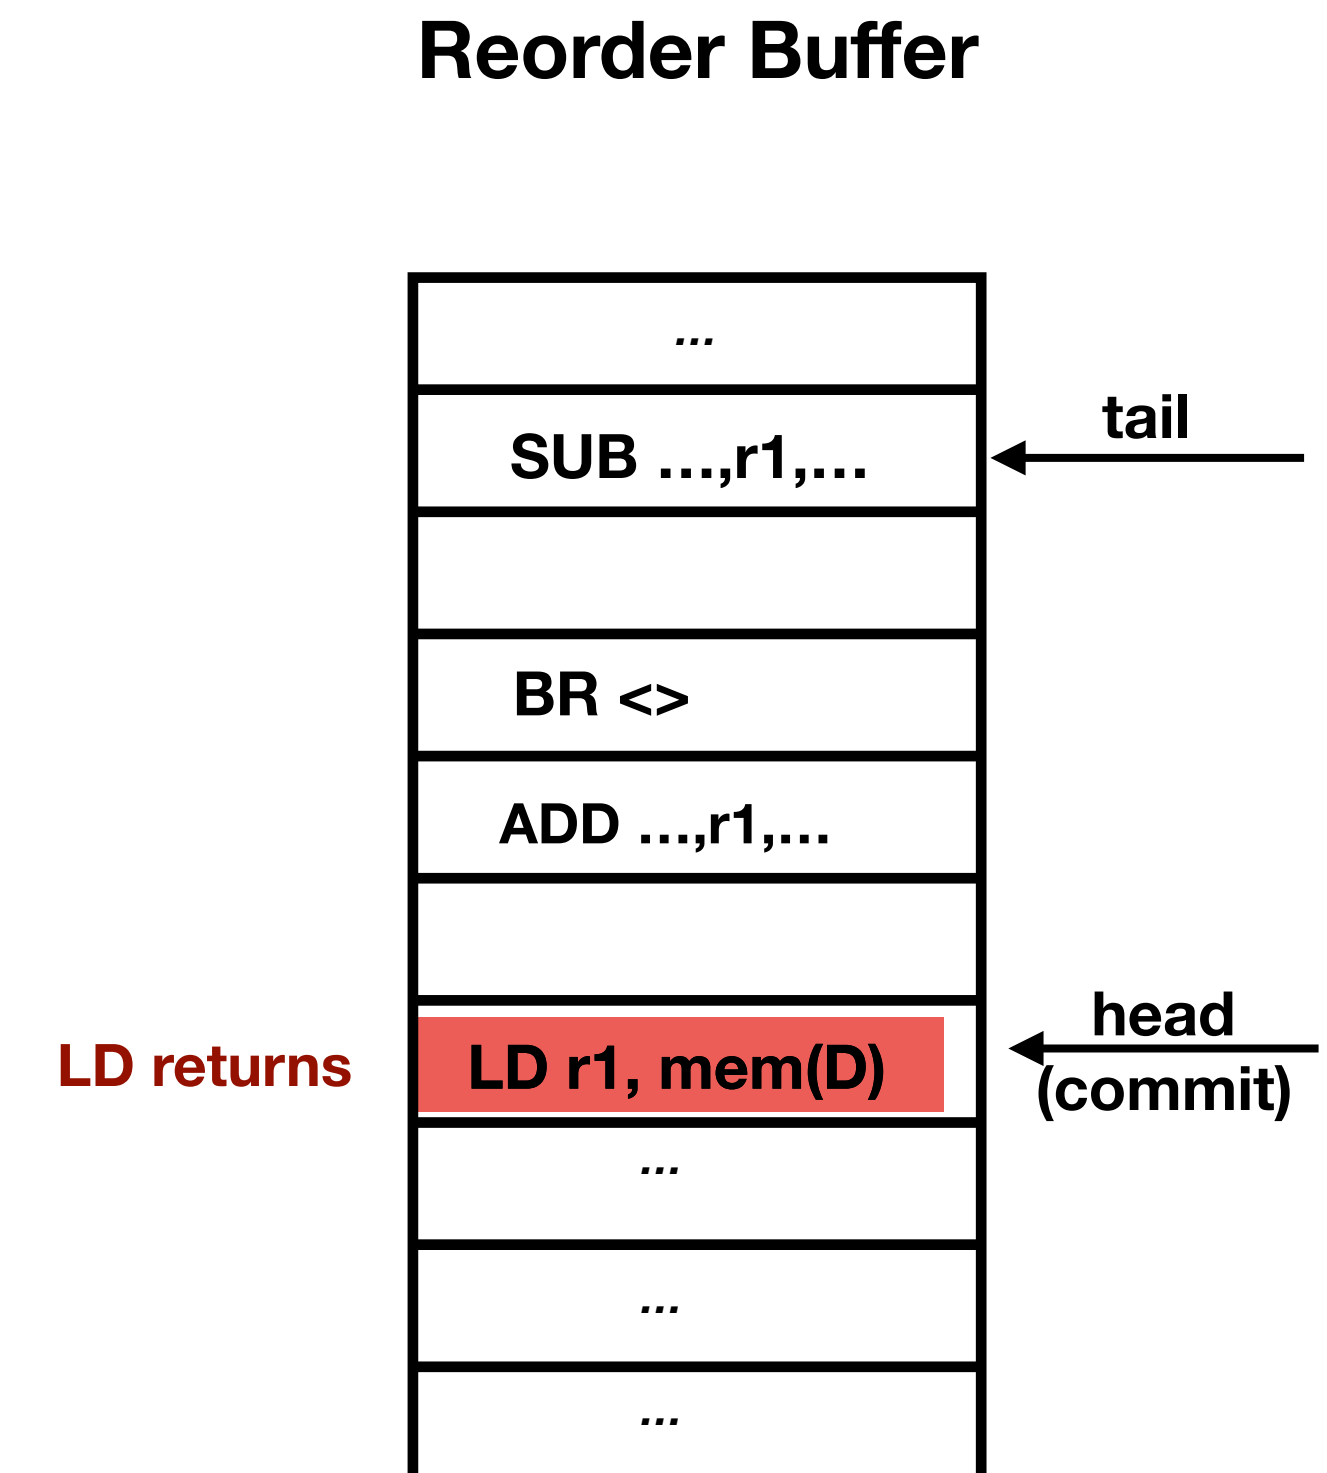 Reorder Buffer
...
SUB ...,r1,...
tail
BR <>
ADD ...,r1,...
LD returns
LD r1, mem(D)
head
(commit)
...
...
...